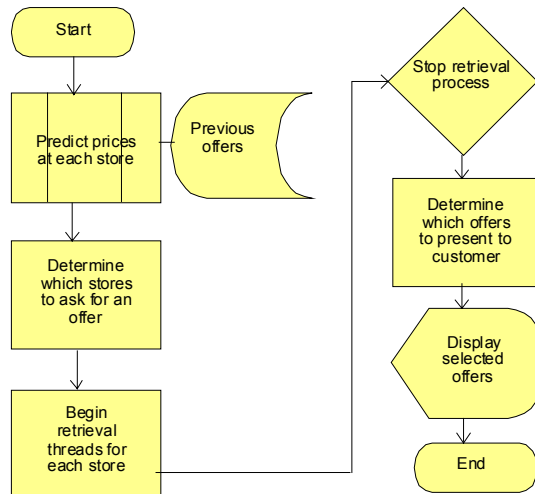 Start
Predict prices
at each store
Previous
offers
Determine
which stores
to ask for an
offer
Begin
retrieval
threads for
each store
Stop retrieval
process
Determine
which offers
to present to
customer
Display
selected
offers
End